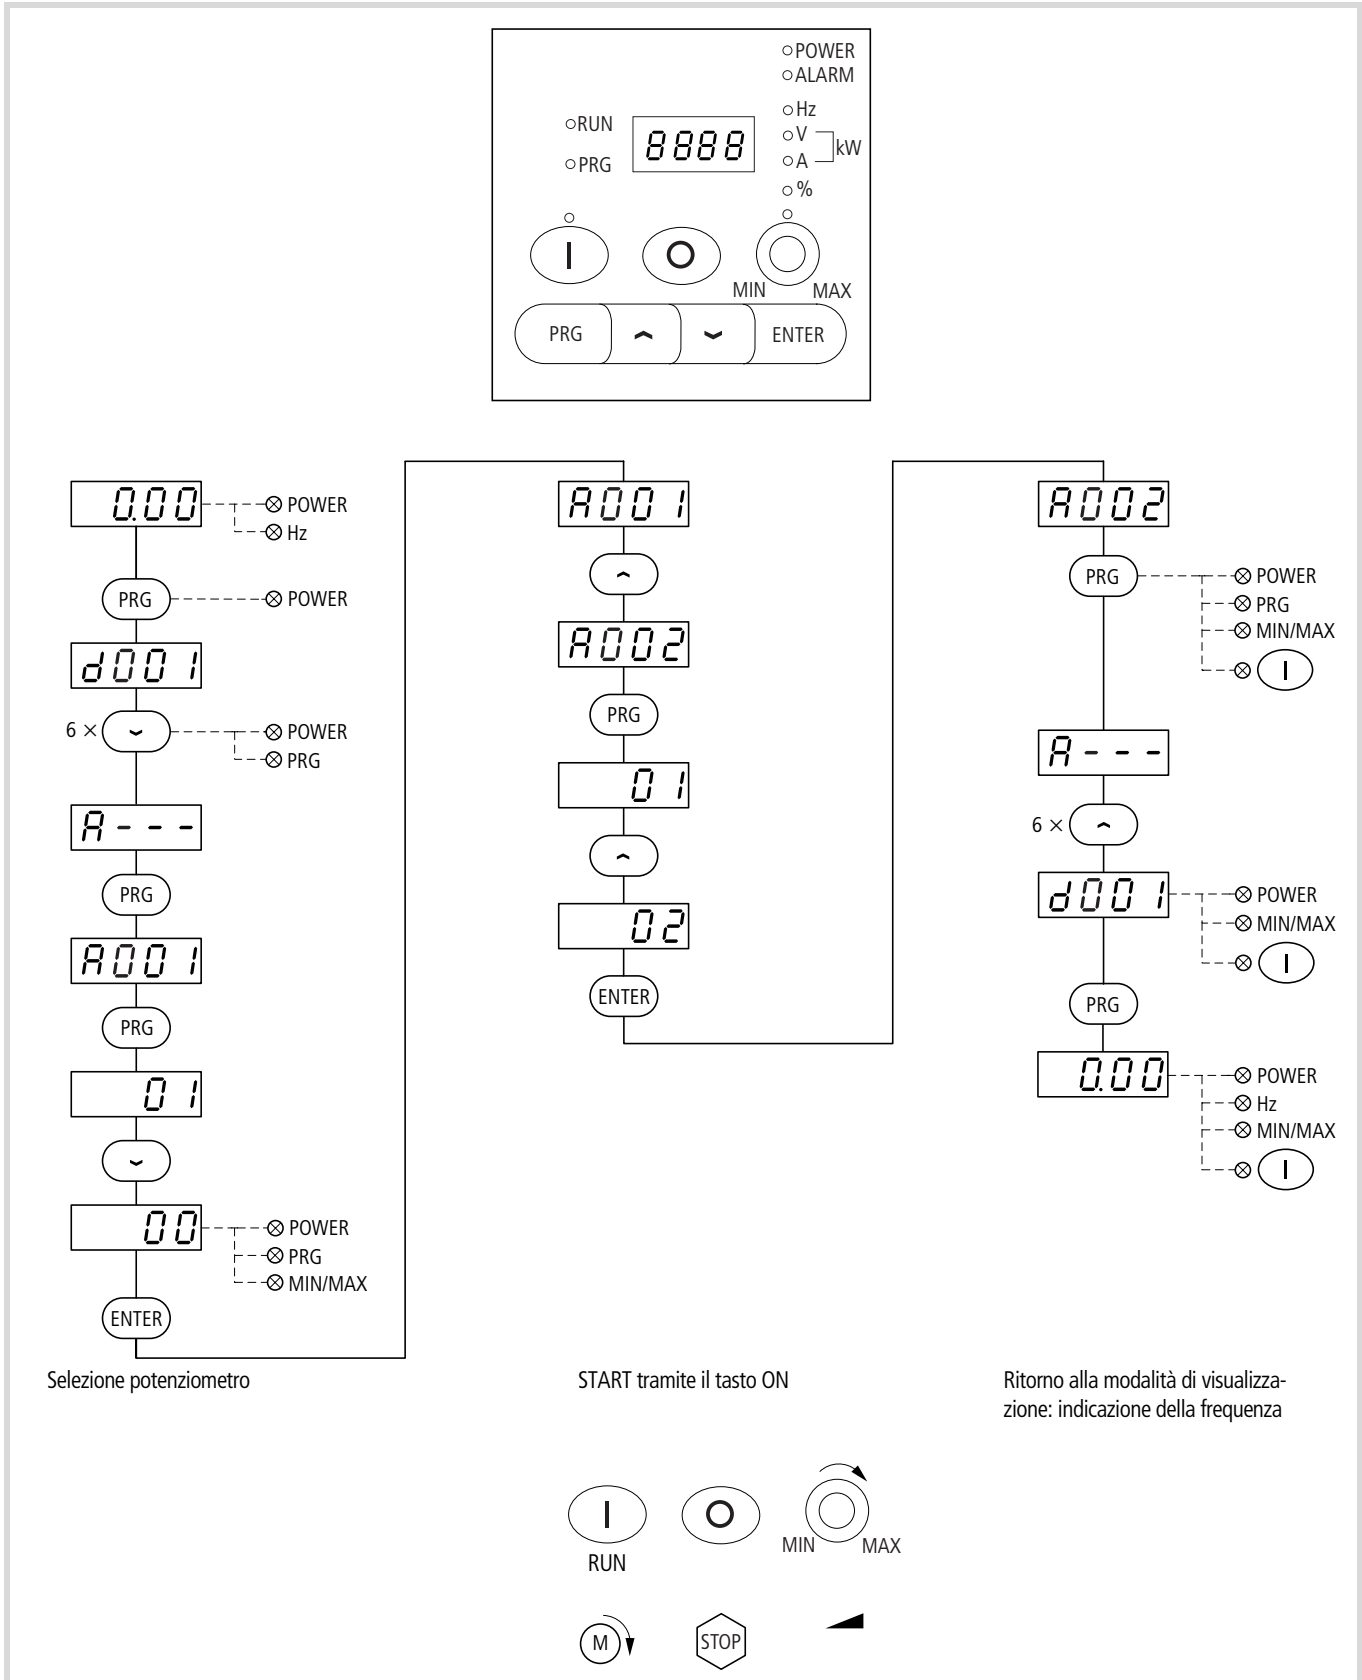 POWER
ALARM
Hz
RUN
8888
V
kW
PRG
A
%
I
O
MIN
MAX
PRG
ENTER
0.00
POWER
Hz
PRG
POWER
d001
6 ×
POWER
PRG
A---
PRG
A001
PRG
01
00
POWER
PRG
MIN/MAX
ENTER
Selezione potenziometro
A001
A002
PRG
01
02
ENTER
START tramite il tasto ON
A002
PRG
POWER
PRG
MIN/MAX
I
A---
6 ×
d001
POWER
MIN/MAX
I
PRG
0.00
POWER
Hz
MIN/MAX
I
Ritorno alla modalità di visualizza-
zione: indicazione della frequenza
I
O
MIN
MAX
RUN
M
STOP